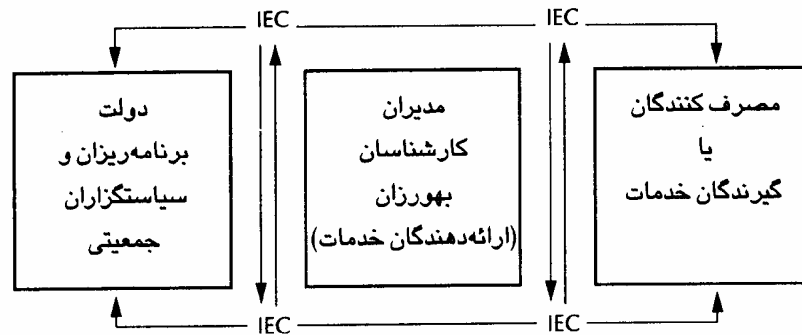 IEC
IEC
مصرف کنندگان
یا
گیرندگان خدمات
مدیران
کارشناسان
بهورزان
(ارائه‌دهندگان خدمات)
دولت
برنامه‌ریزان و
سیاستگزاران
جمعیتی
IEC
IEC